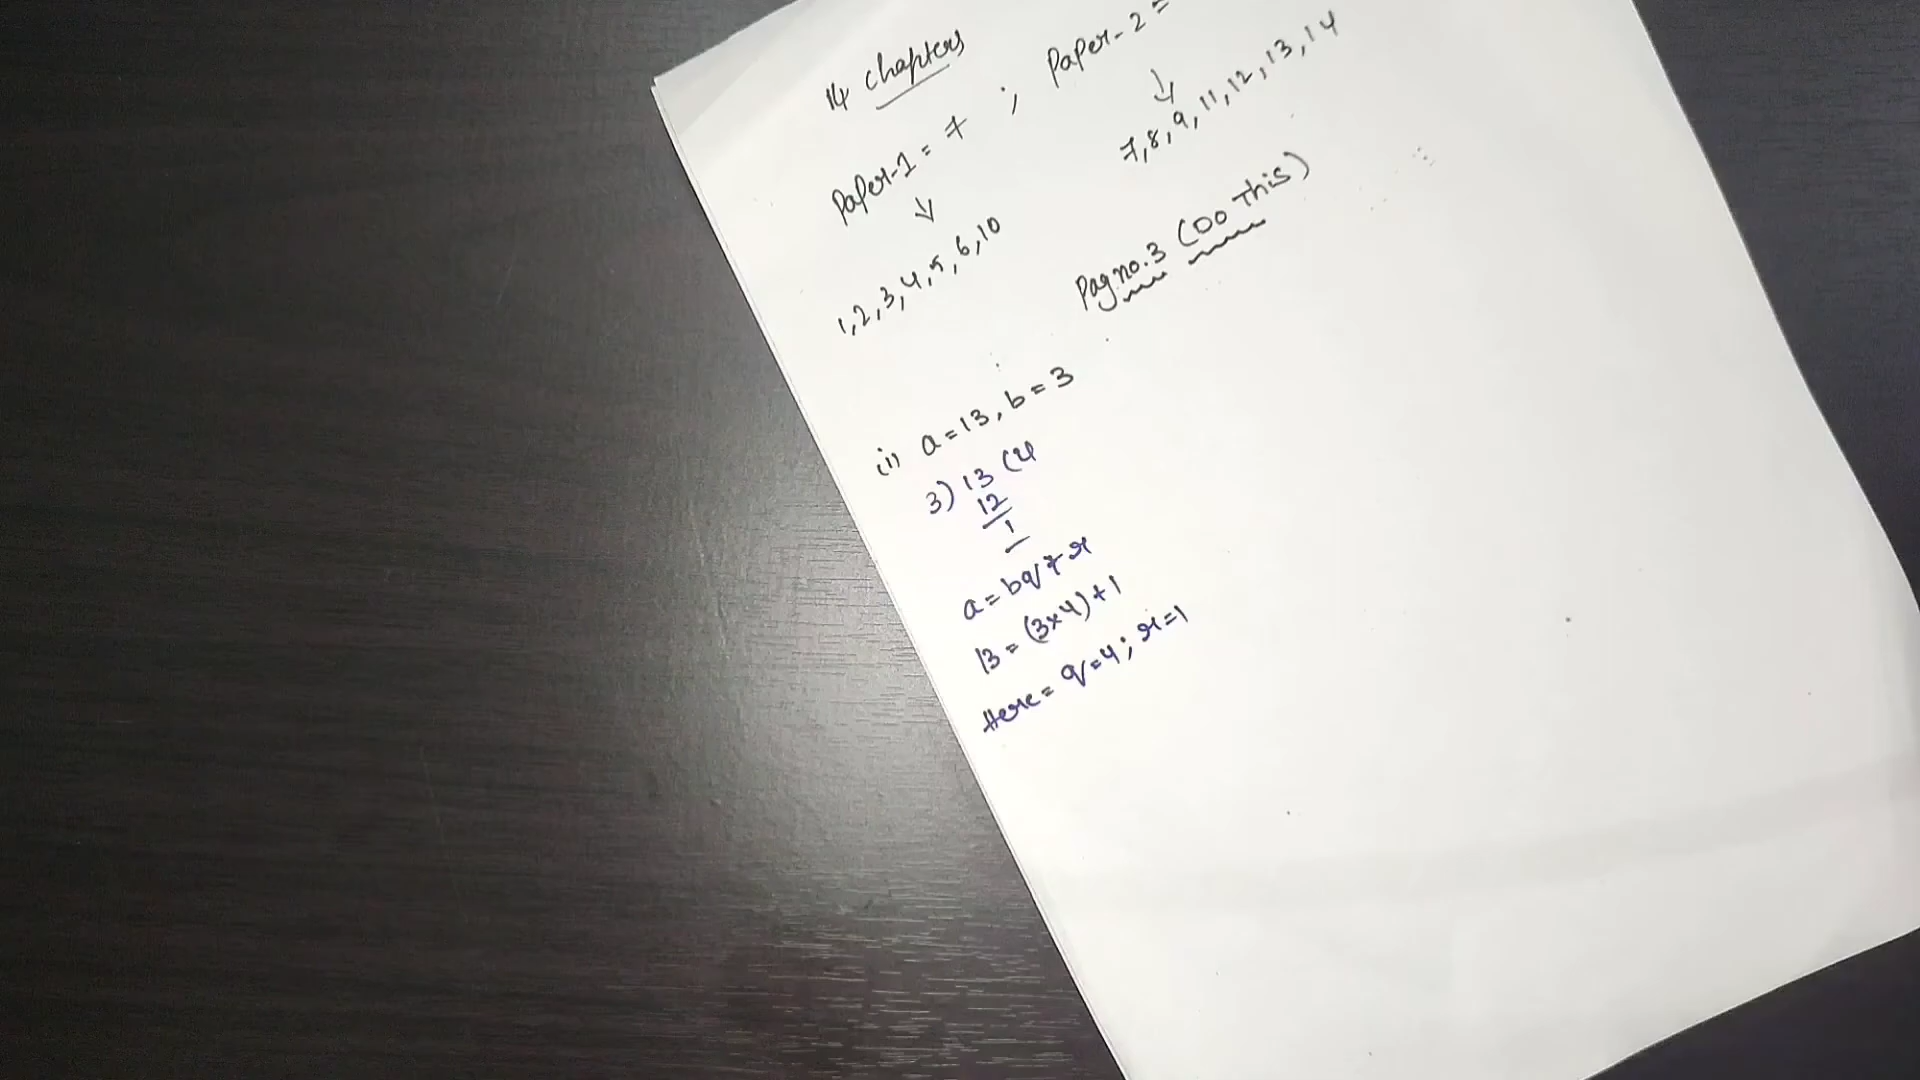 14 chapters
Paper-1 = 7 ; Paper-2 =
↓ ↓
1,2,3,4,5,6,10 7,8,9,11,12,13,14
Pagno.3 (Do This)
(i) a=13, b=3
3) 13 (4
12
1
a = bq + r
13 = (3×4) + 1
Here = q=4; r=1